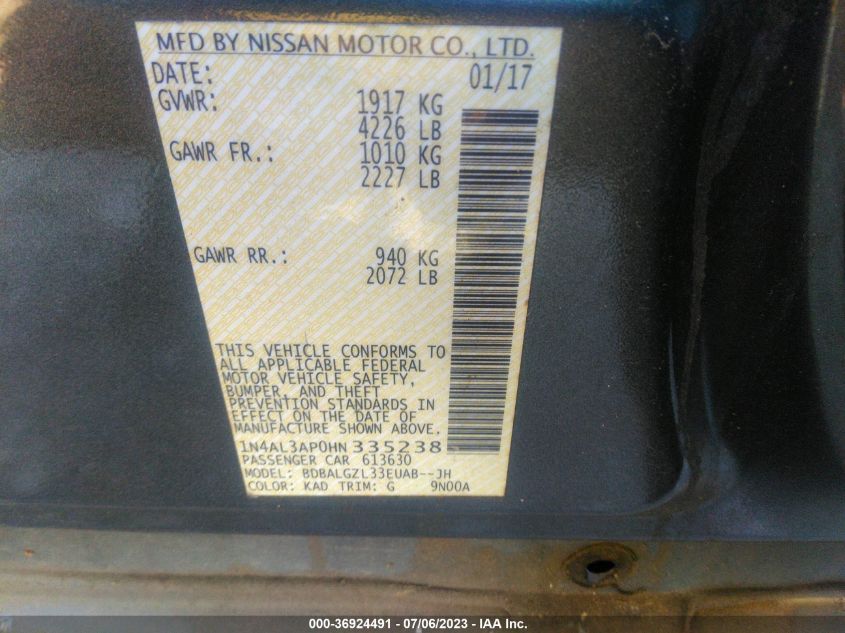 MFD BY NISSAN MOTOR CO., LTD.
DATE: 01/17
GVWR: 1917 KG
4226 LB
GAWR FR.: 1010 KG
2227 LB
GAWR RR.: 940 KG
2072 LB
THIS VEHICLE CONFORMS TO
ALL APPLICABLE FEDERAL
MOTOR VEHICLE SAFETY,
BUMPER, AND THEFT
PREVENTION STANDARDS IN
EFFECT ON THE DATE OF
MANUFACTURE SHOWN ABOVE.
1N4AL3AP0HN 335238
PASSENGER CAR 613630
MODEL: BDBALGZL33EUAB--JH
COLOR: KAD TRIM: G 9N00A
000-36924491 - 07/06/2023 - IAA Inc.